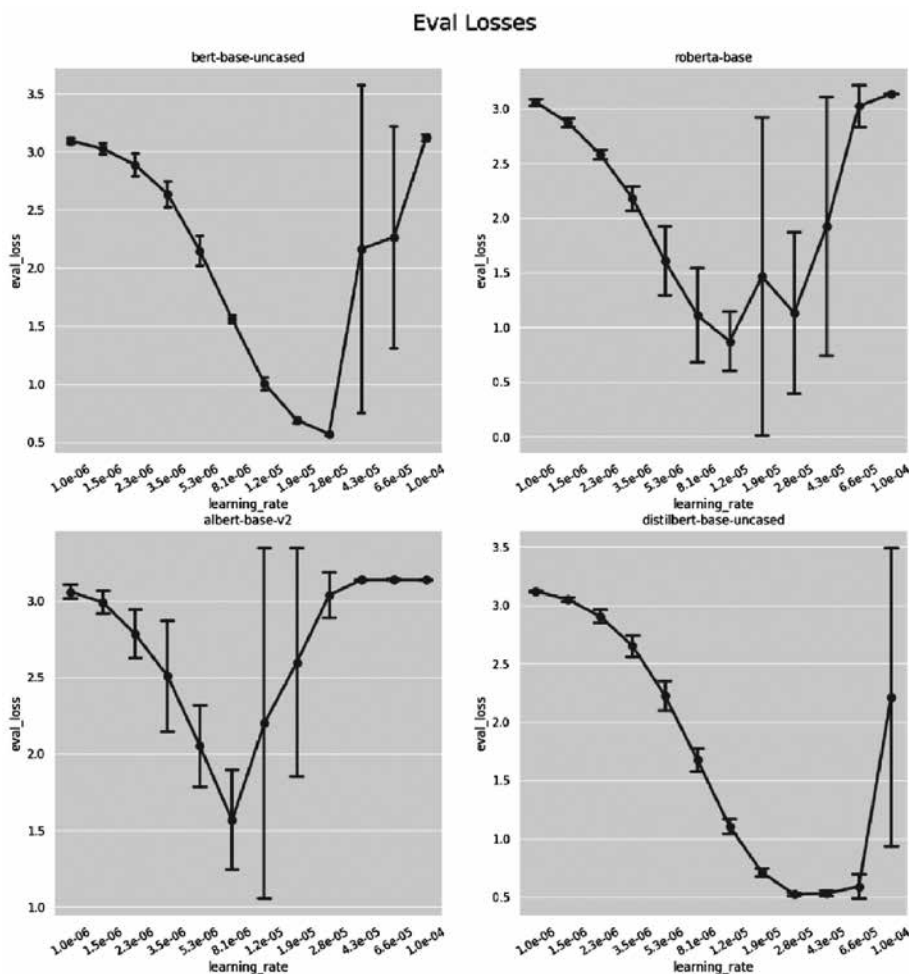 Eval Losses
bert-base-uncased
3.5
3.0
2.5
2.0
1.5
1.0
0.5
eval_loss
1.0e-06 1.5e-06 2.3e-06 3.5e-06 5.3e-06 8.1e-06 1.2e-05 1.9e-05 2.8e-05 4.3e-05 6.6e-05 1.0e-04
learning_rate
roberta-base
3.0
2.5
2.0
1.5
1.0
0.5
0.0
eval_loss
1.0e-06 1.5e-06 2.3e-06 3.5e-06 5.3e-06 8.1e-06 1.2e-05 1.9e-05 2.8e-05 4.3e-05 6.6e-05 1.0e-04
learning_rate
albert-base-v2
3.0
2.5
2.0
1.5
1.0
eval_loss
1.0e-06 1.5e-06 2.3e-06 3.5e-06 5.3e-06 8.1e-06 1.2e-05 1.9e-05 2.8e-05 4.3e-05 6.6e-05 1.0e-04
learning_rate
distilbert-base-uncased
3.5
3.0
2.5
2.0
1.5
1.0
0.5
eval_loss
1.0e-06 1.5e-06 2.3e-06 3.5e-06 5.3e-06 8.1e-06 1.2e-05 1.9e-05 2.8e-05 4.3e-05 6.6e-05 1.0e-04
learning_rate